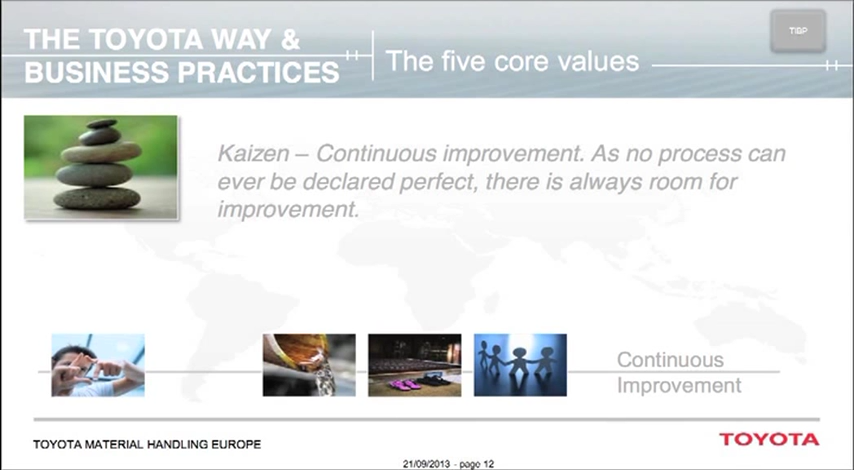 THE TOYOTA WAY &
BUSINESS PRACTICES
The five core values
TIBP
Kaizen – Continuous improvement. As no process can
ever be declared perfect, there is always room for
improvement.
Continuous
Improvement
TOYOTA MATERIAL HANDLING EUROPE
TOYOTA
21/09/2013 - page 12